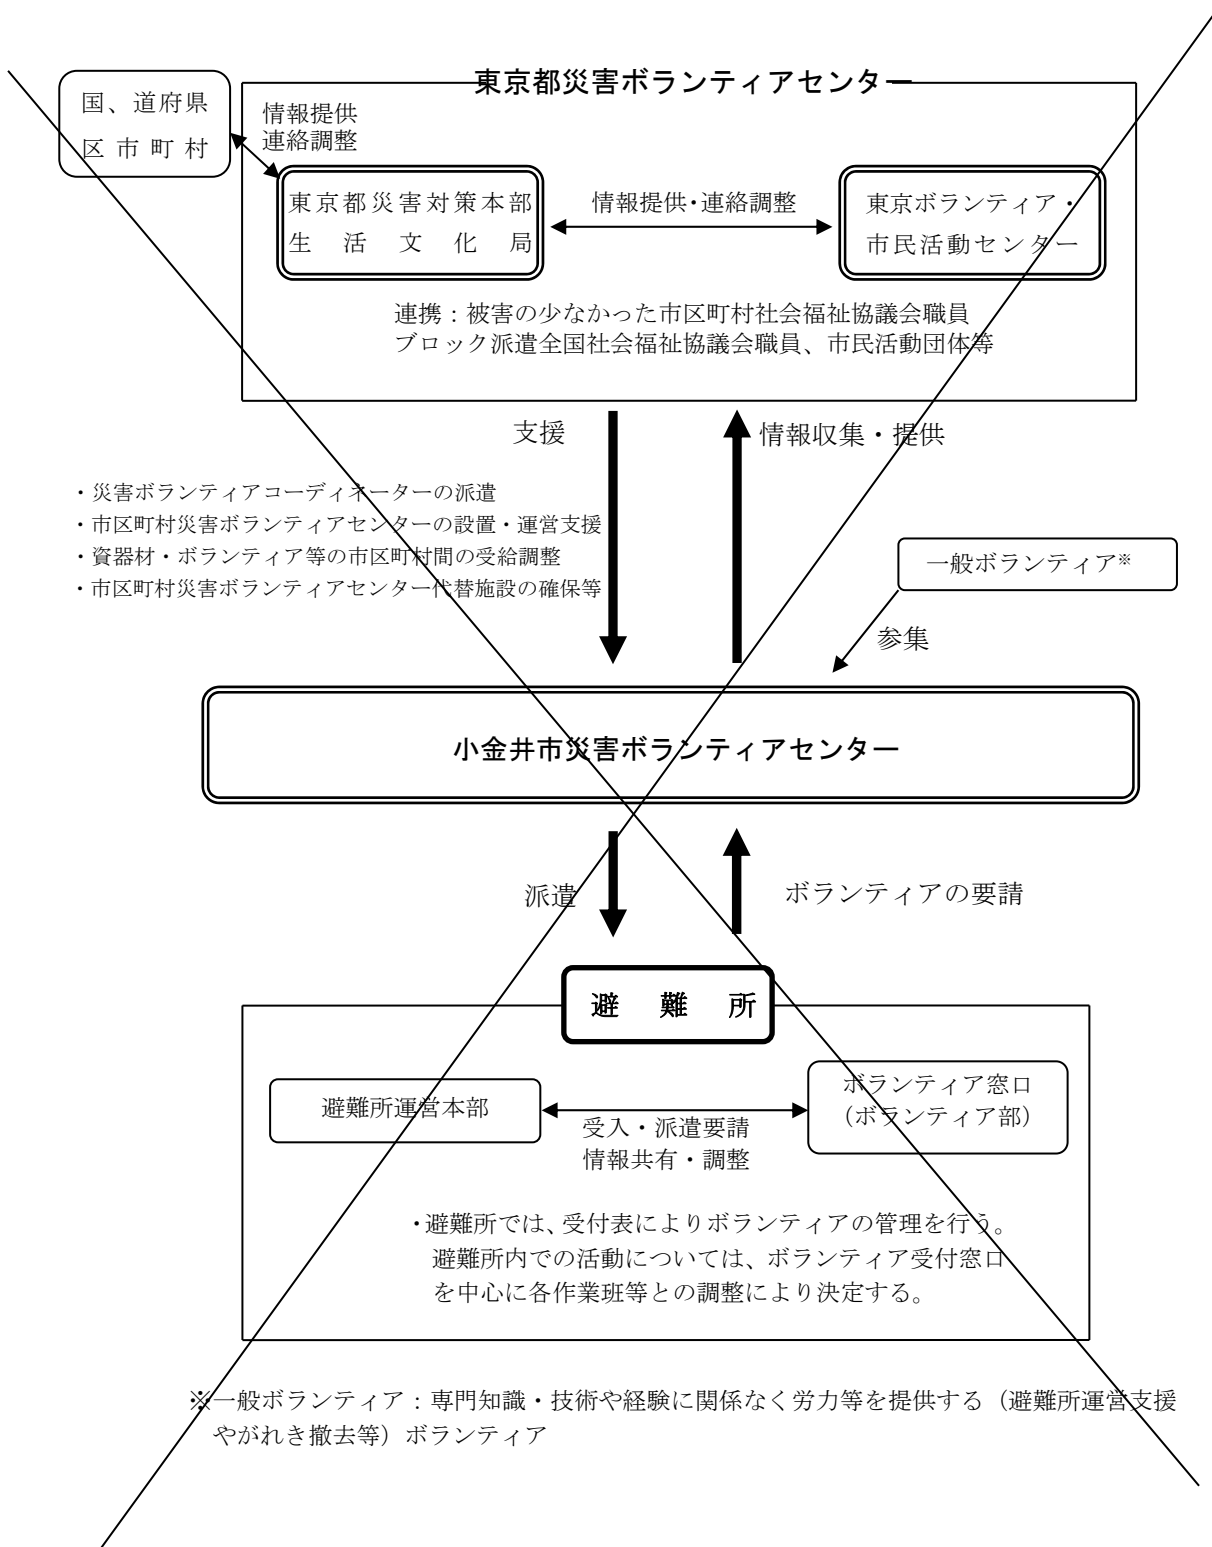 東京都災害ボランティアセンター
国、道府県
区市町村
情報提供
連絡調整
東京都災害対策本部
生活文化局
情報提供・連絡調整
東京ボランティア・
市民活動センター
連携：被害の少なかった市区町村社会福祉協議会職員
ブロック派遣全国社会福祉協議会職員、市民活動団体等
支援
情報収集・提供
・災害ボランティアコーディネーターの派遣
・市区町村災害ボランティアセンターの設置・運営支援
・資器材・ボランティア等の市区町村間の受給調整
・市区町村災害ボランティアセンター代替施設の確保等
一般ボランティア※
参集
小金井市災害ボランティアセンター
派遣
ボランティアの要請
避難所
避難所運営本部
受入・派遣要請
情報共有・調整
ボランティア窓口
（ボランティア部）
・避難所では、受付表によりボランティアの管理を行う。
避難所内での活動については、ボランティア受付窓口
を中心に各作業班等との調整により決定する。
※一般ボランティア：専門知識・技術や経験に関係なく労力等を提供する（避難所運営支援
やがれき撤去等）ボランティア